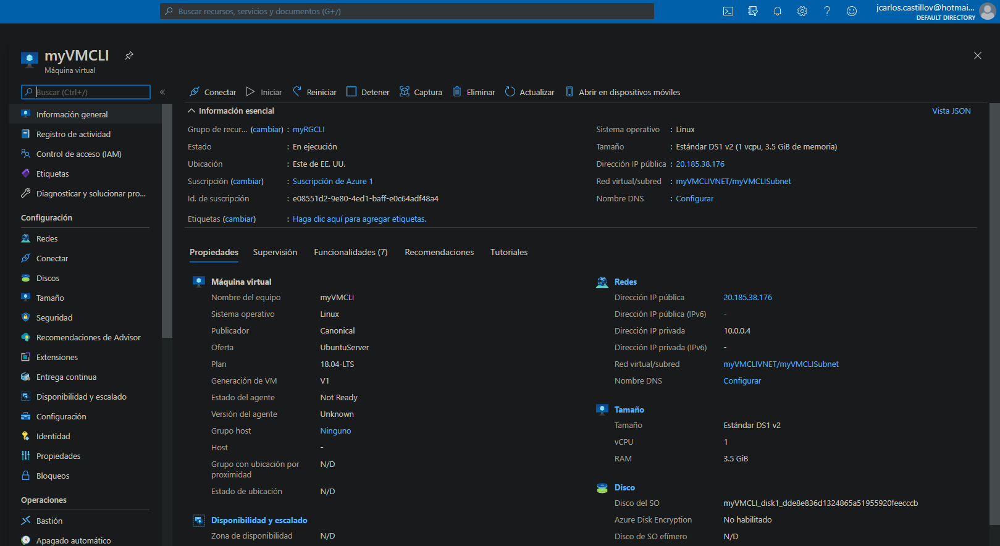 Buscar recursos, servicios y documentos (G+/)
jcarlos.castillov@hotmai...
DEFAULT DIRECTORY
myVMCLI
Máquina virtual
Buscar (Ctrl+/)
«
Conectar
Iniciar
Reiniciar
Detener
Captura
Eliminar
Actualizar
Abrir en dispositivos móviles
Información general
Registro de actividad
Control de acceso (IAM)
Etiquetas
Diagnosticar y solucionar pro...
Configuración
Redes
Conectar
Discos
Tamaño
Seguridad
Recomendaciones de Advisor
Extensiones
Entrega continua
Disponibilidad y escalado
Configuración
Identidad
Propiedades
Bloqueos
Operaciones
Bastión
Apagado automático
Información esencial
Vista JSON
Grupo de recur... (cambiar) : myRGCLI
Estado : En ejecución
Ubicación : Este de EE. UU.
Suscripción (cambiar) : Suscripción de Azure 1
Id. de suscripción : e08551d2-9e80-4ed1-baff-e0c64adf48a4
Etiquetas (cambiar) : Haga clic aquí para agregar etiquetas.
Sistema operativo : Linux
Tamaño : Estándar DS1 v2 (1 vcpu, 3.5 GiB de memoria)
Dirección IP pública : 20.185.38.176
Red virtual/subred : myVMCLIVNET/myVMCLISubnet
Nombre DNS : Configurar
Propiedades
Supervisión
Funcionalidades (7)
Recomendaciones
Tutoriales
Máquina virtual
Nombre del equipo myVMCLI
Sistema operativo Linux
Publicador Canonical
Oferta UbuntuServer
Plan 18.04-LTS
Generación de VM V1
Estado del agente Not Ready
Versión del agente Unknown
Grupo host Ninguno
Host -
Grupo con ubicación por N/D
proximidad
Estado de ubicación N/D
Disponibilidad y escalado
Zona de disponibilidad N/D
Redes
Dirección IP pública 20.185.38.176
Dirección IP pública (IPv6) -
Dirección IP privada 10.0.0.4
Dirección IP privada (IPv6) -
Red virtual/subred myVMCLIVNET/myVMCLISubnet
Nombre DNS Configurar
Tamaño
Tamaño Estándar DS1 v2
vCPU 1
RAM 3.5 GiB
Disco
Disco del SO myVMCLI_disk1_dde8e836d1324865a51955920feecccb
Azure Disk Encryption No habilitado
Disco de SO efímero N/D